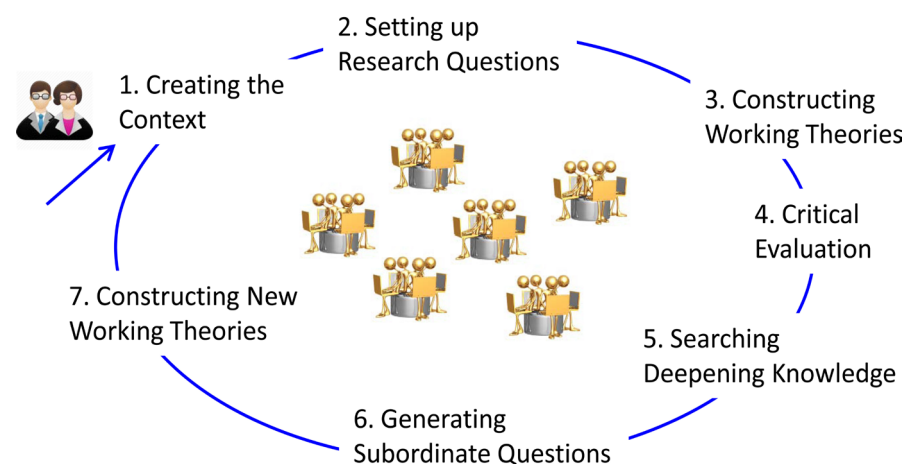 1. Creating the
Context
2. Setting up
Research Questions
3. Constructing
Working Theories
4. Critical
Evaluation
5. Searching
Deepening Knowledge
6. Generating
Subordinate Questions
7. Constructing New
Working Theories